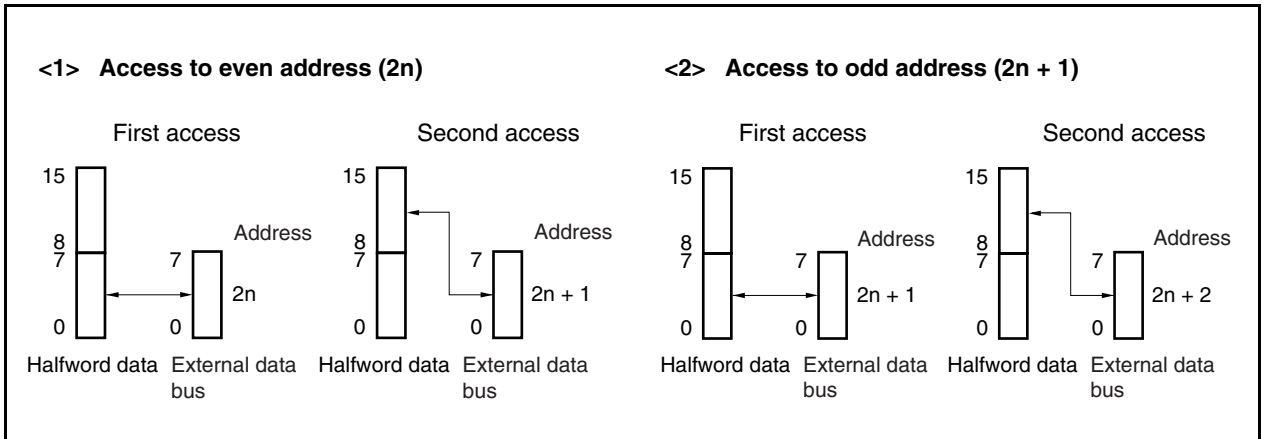 <1> Access to even address (2n)
First access
15
8
7
0
Halfword data
Address
7
2n
0
External data
bus
Second access
15
8
7
0
Halfword data
Address
7
2n + 1
0
External data
bus
<2> Access to odd address (2n + 1)
First access
15
8
7
0
Halfword data
Address
7
2n + 1
0
External data
bus
Second access
15
8
7
0
Halfword data
Address
7
2n + 2
0
External data
bus